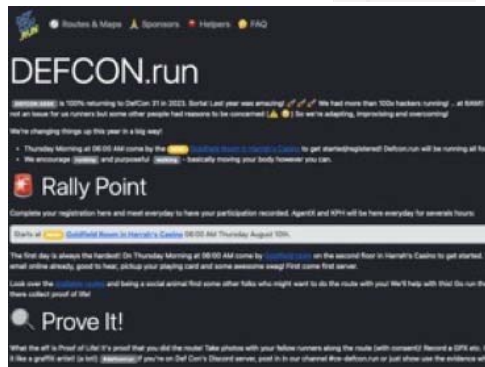 Routes & Maps Sponsors Helpers FAQ
DEFCON.run
is 100% returning to DefCon 31 in 2023. Sorta! Last year was amazing! We had more than 100x hackers running! .. at 6AM!
not an issue for us runners but some other people had reasons to be concerned So we're adapting, improvising and overcoming!
We're changing things up this year in a big way!
Thursday Morning at 06:00 AM come by the Goldfield Room in Harrah's Casino to get started/registered! Defcon.run will be running all
We encourage running and purposeful walking - basically moving your body however you can.
Rally Point
Complete your registration here and meet everyday to have your participation recorded. AgentX and KPH will be here everyday for several hours
Starts at Goldfield Room in Harrah's Casino 06:00 AM Thursday August 10th.
The first day is always the hardest! On Thursday Morning at 06:00 AM come by on the second floor in Harrah's Casino to get started.
email online already, good to hear, pickup your playing card and some awesome swag! First come first server.
Look over the and being a social animal find some other folks who might want to do the route with you! We'll help with this! Go run the
there collect proof of life!
Prove It!
What the eff is Proof of Life! It's proof that you did the route! Take photos with your fellow runners along the route (with consent)! Record a GPX etc.
it like a graffiti artist! (a lot!) if you're on Def Con's Discord server, post in in our channel #re-defcon.run or just show use the evidence